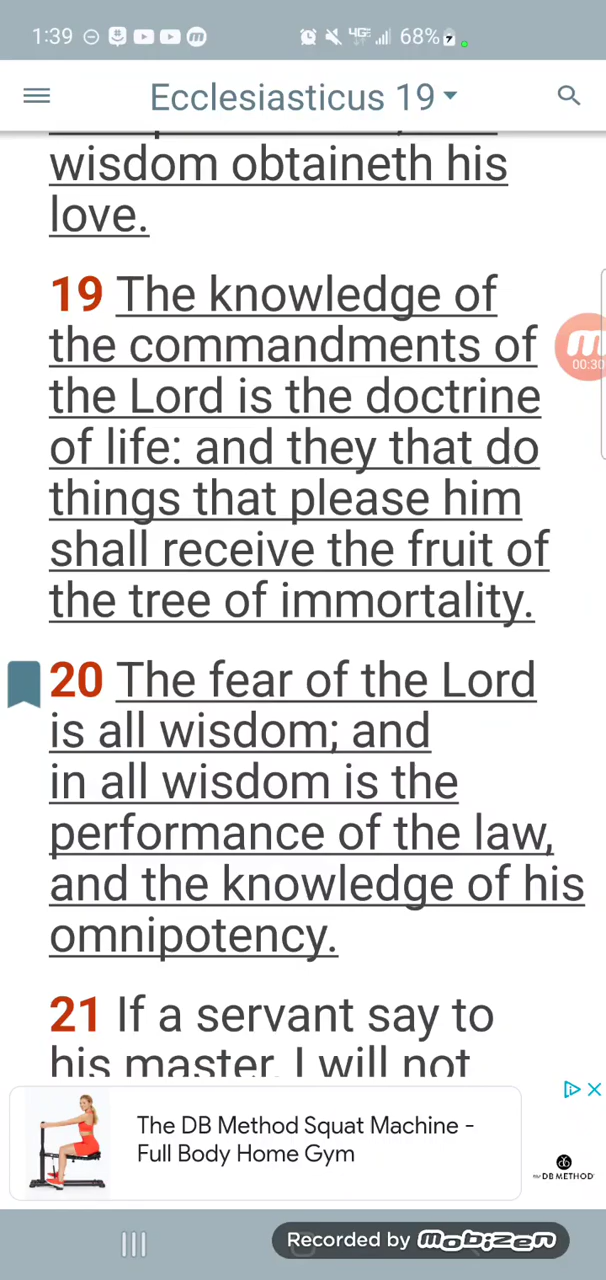 1:39
4G 68%
Ecclesiasticus 19
wisdom obtaineth his
love.
19 The knowledge of
the commandments of
the Lord is the doctrine
of life: and they that do
things that please him
shall receive the fruit of
the tree of immortality.
00:30
20 The fear of the Lord
is all wisdom; and
in all wisdom is the
performance of the law,
and the knowledge of his
omnipotency.
21 If a servant say to
his master, I will not
The DB Method Squat Machine -
Full Body Home Gym
DB METHOD
Recorded by mobizen